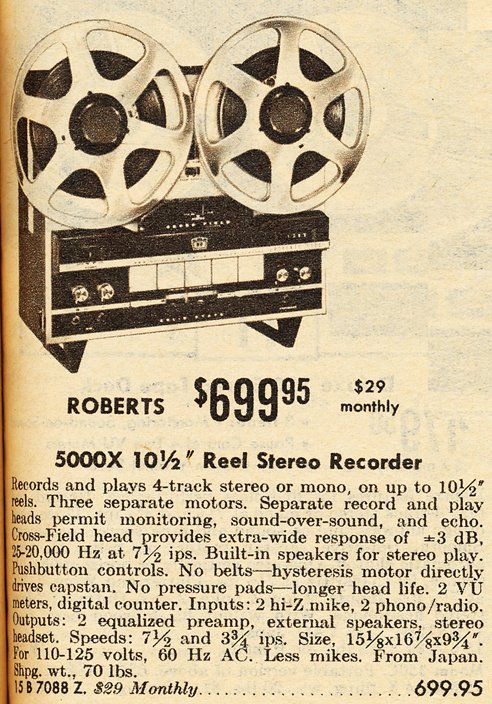 ROBERTS $699⁹⁵ $29
monthly
5000X 10½" Reel Stereo Recorder
Records and plays 4-track stereo or mono, on up to 10½"
reels. Three separate motors. Separate record and play
heads permit monitoring, sound-over-sound, and echo.
Cross-Field head provides extra-wide response of ±3 dB,
25-20,000 Hz at 7½ ips. Built-in speakers for stereo play.
Pushbutton controls. No belts—hysteresis motor directly
drives capstan. No pressure pads—longer head life. 2 VU
meters, digital counter. Inputs: 2 hi-Z mike, 2 phono/radio.
Outputs: 2 equalized preamp, external speakers, stereo
headset. Speeds: 7½ and 3¾ ips. Size, 15⅛x16⅞x9¾".
For 110-125 volts, 60 Hz AC. Less mikes. From Japan.
Shpg. wt., 70 lbs.
15 B 7088 Z. $29 Monthly.........................699.95